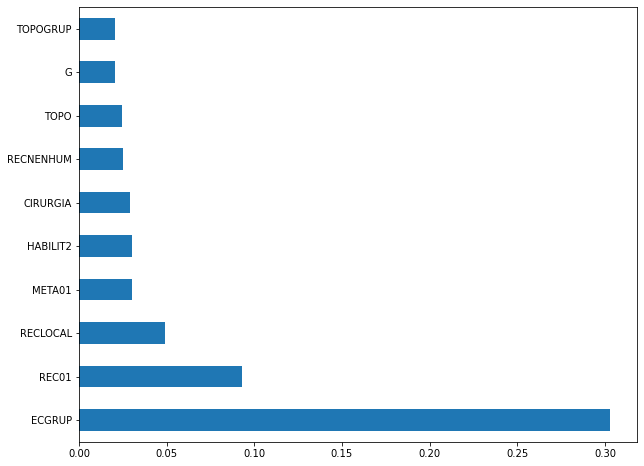 TOPOGRUP
G
TOPO
RECNENHUM
CIRURGIA
HABILIT2
META01
RECLOCAL
REC01
ECGRUP
0.00 0.05 0.10 0.15 0.20 0.25 0.30